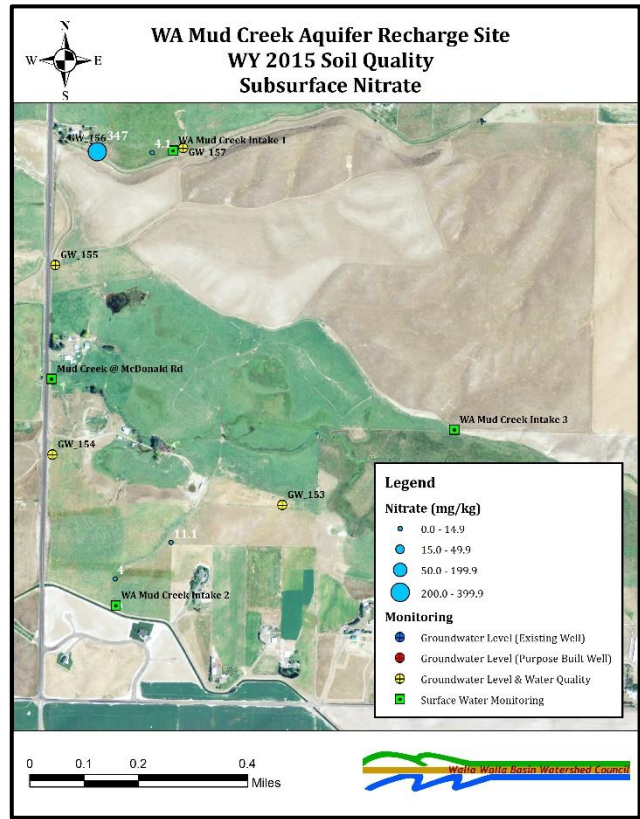 WA Mud Creek Aquifer Recharge Site
WY 2015 Soil Quality
Subsurface Nitrate
N
W
E
S
GW_156
347
4.1
WA Mud Creek Intake 1
GW_157
GW_155
Mud Creek @ McDonald Rd
WA Mud Creek Intake 3
GW_154
GW_153
11.1
4
WA Mud Creek Intake 2
Legend
Nitrate (mg/kg)
0.0 - 14.9
15.0 - 49.9
50.0 - 199.9
200.0 - 399.9
Monitoring
Groundwater Level (Existing Well)
Groundwater Level (Purpose Built Well)
Groundwater Level & Water Quality
Surface Water Monitoring
0 0.1 0.2 0.4
Miles
Walla Walla Basin Watershed Council